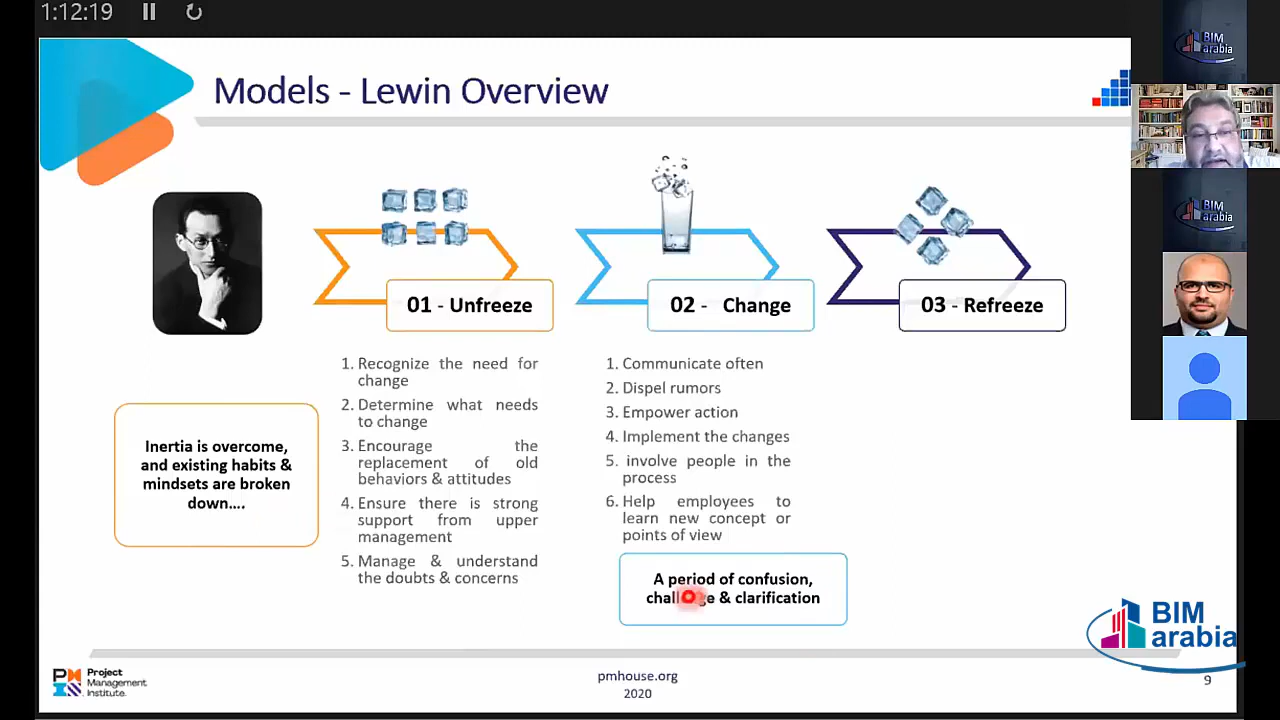 1:12:19
Models - Lewin Overview
01 - Unfreeze
02 - Change
03 - Refreeze
Inertia is overcome,
and existing habits &
mindsets are broken
down....
1. Recognize the need for
change
2. Determine what needs
to change
3. Encourage the
replacement of old
behaviors & attitudes
4. Ensure there is strong
support from upper
management
5. Manage & understand
the doubts & concerns
1. Communicate often
2. Dispel rumors
3. Empower action
4. Implement the changes
5. involve people in the
process
6. Help employees to
learn new concept or
points of view
A period of confusion,
challenge & clarification
Project
Management
Institute.
pmhouse.org
2020
9
BIM
arabia
BIM
arabia
BIM
arabia